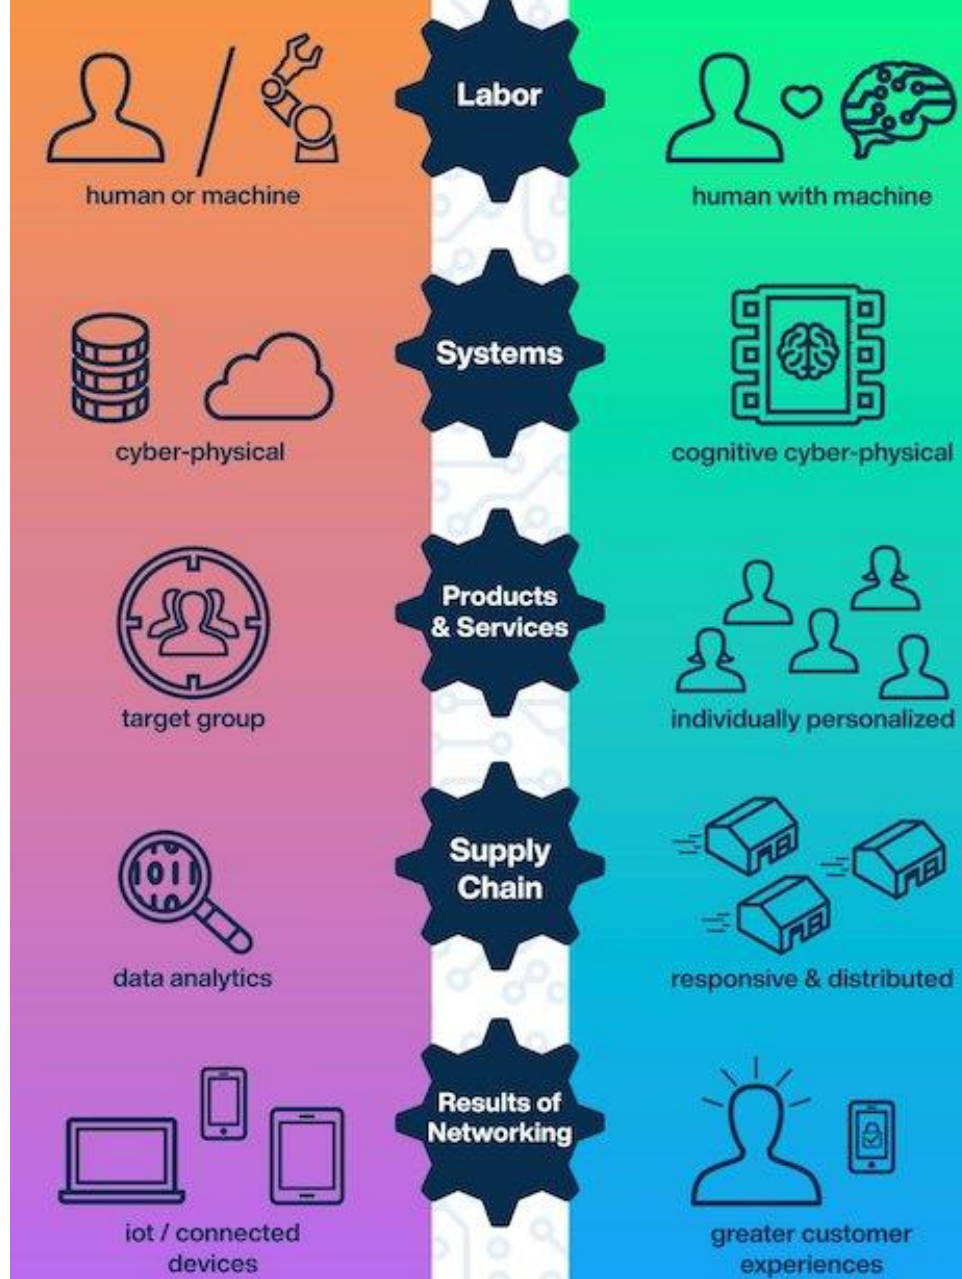 Labor
human or machine
human with machine
Systems
cyber-physical
cognitive cyber-physical
Products
& Services
target group
individually personalized
1011
Supply
Chain
data analytics
responsive & distributed
Results of
Networking
iot / connected
devices
greater customer
experiences